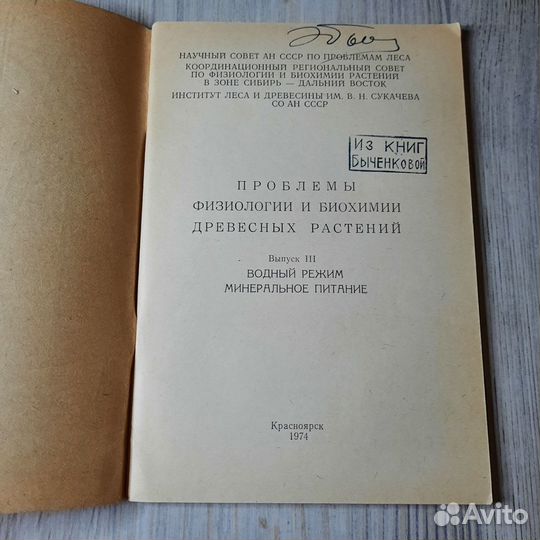 НАУЧНЫЙ СОВЕТ АН СССР ПО ПРОБЛЕМАМ ЛЕСА
КООРДИНАЦИОННЫЙ РЕГИОНАЛЬНЫЙ СОВЕТ
ПО ФИЗИОЛОГИИ И БИОХИМИИ РАСТЕНИЙ
В ЗОНЕ СИБИРЬ — ДАЛЬНИЙ ВОСТОК
ИНСТИТУТ ЛЕСА И ДРЕВЕСИНЫ ИМ. В. Н. СУКАЧЕВА
СО АН СССР
ИЗ КНИГ
БЫЧЕНКОВОЙ
ПРОБЛЕМЫ
ФИЗИОЛОГИИ И БИОХИМИИ
ДРЕВЕСНЫХ РАСТЕНИЙ
Выпуск III
ВОДНЫЙ РЕЖИМ
МИНЕРАЛЬНОЕ ПИТАНИЕ
Красноярск
1974
Avito